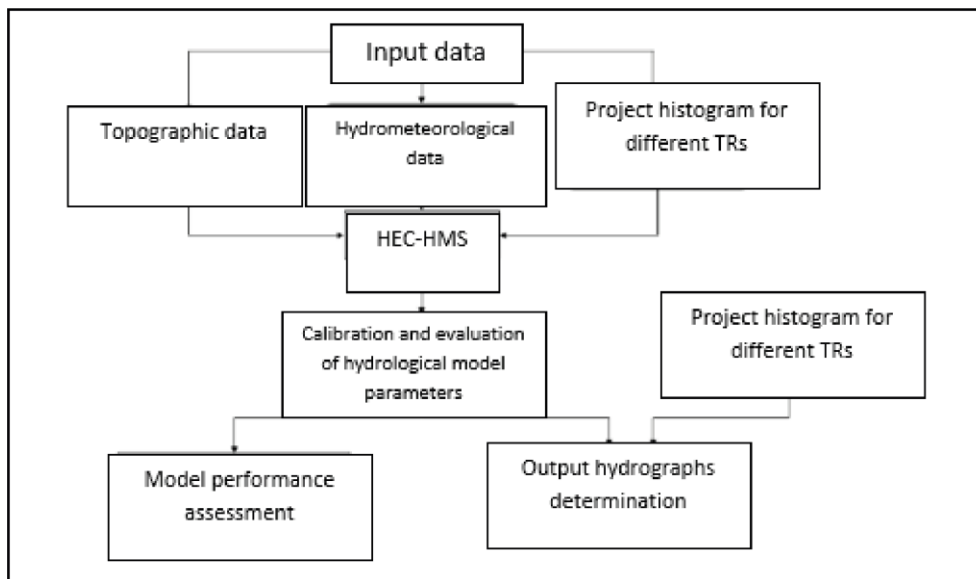 Input data
Topographic data
Hydrometeorological
data
Project histogram for
different TRs
HEC-HMS
Calibration and evaluation
of hydrological model
parameters
Project histogram for
different TRs
Model performance
assessment
Output hydrographs
determination